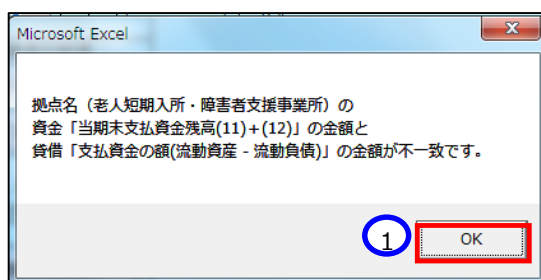 Microsoft Excel
拠点名（老人短期入所・障害者支援事業所）の
資金「当期末支払資金残高(11)+(12)」の金額と
貸借「支払資金の額(流動資産 - 流動負債)」の金額が不一致です。
1
OK